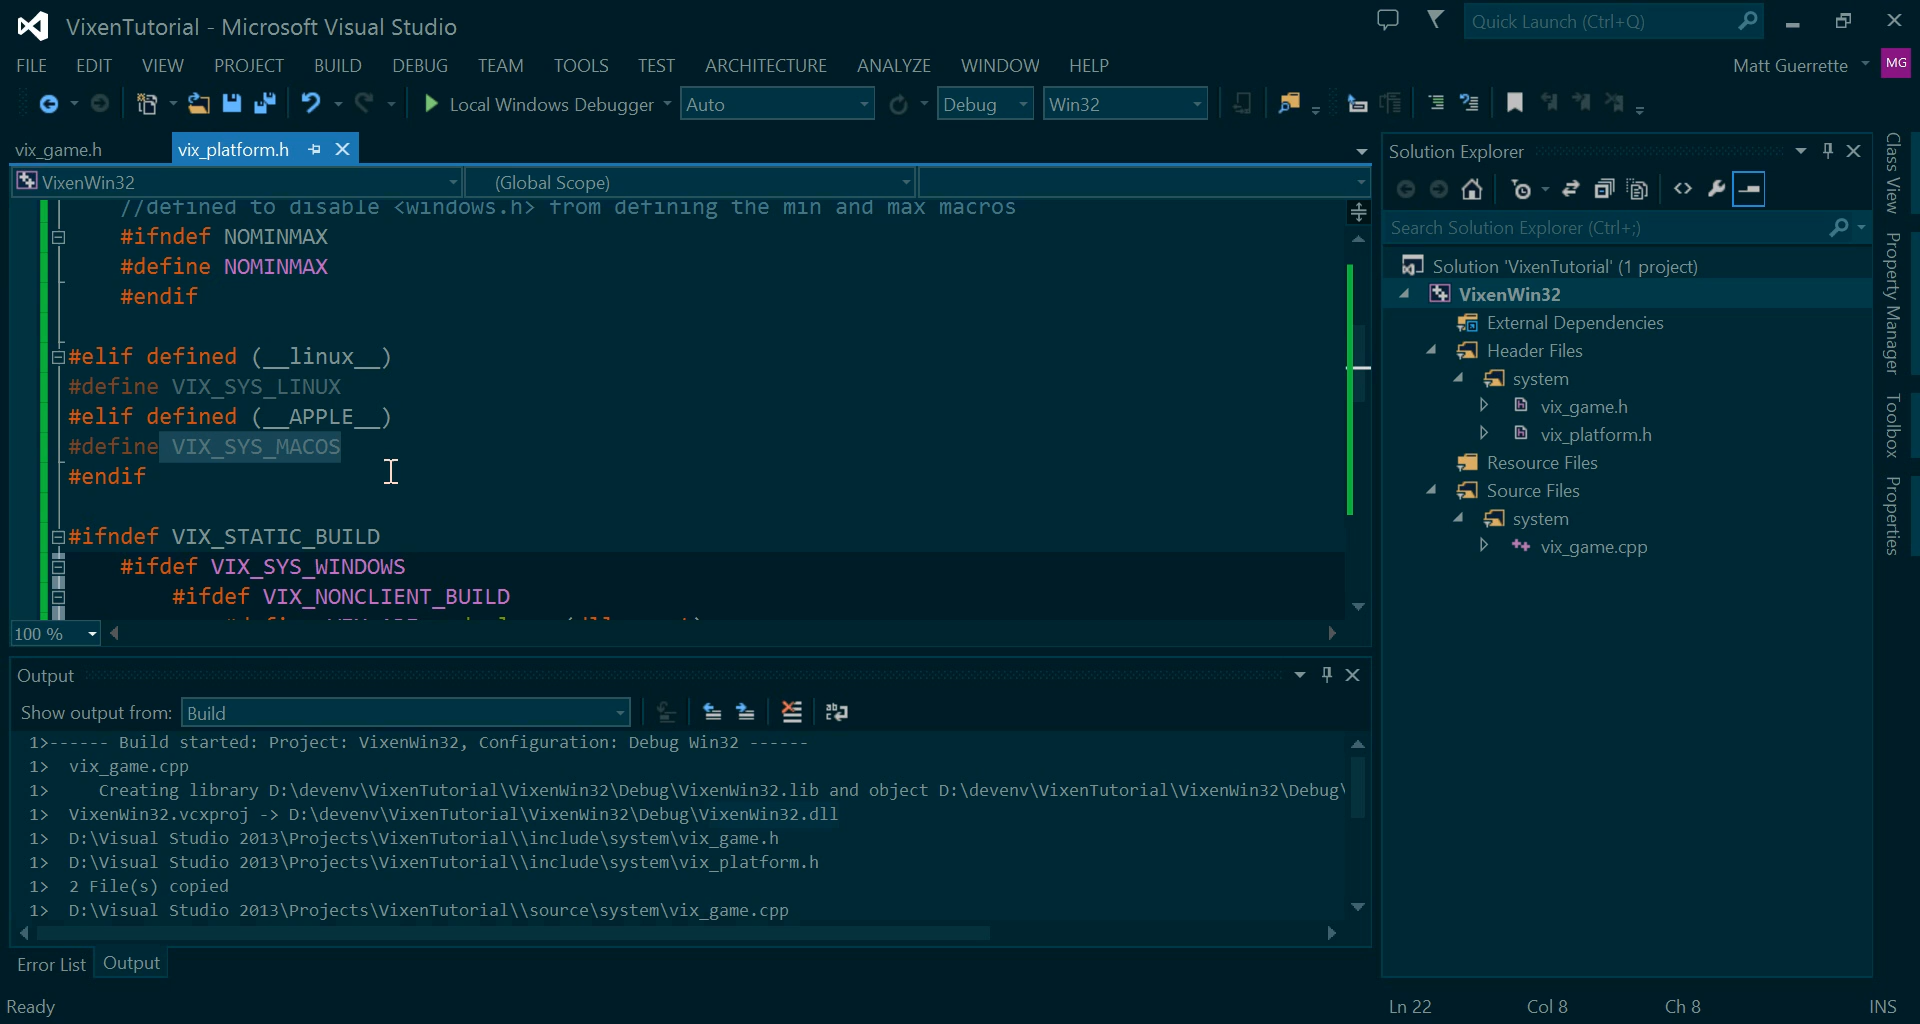 VixenTutorial - Microsoft Visual Studio
Quick Launch (Ctrl+Q)
FILE EDIT VIEW PROJECT BUILD DEBUG TEAM TOOLS TEST ARCHITECTURE ANALYZE WINDOW HELP
Matt Guerrette MG
Local Windows Debugger Auto Debug Win32
vix_game.h vix_platform.h
VixenWin32 (Global Scope)
//defined to disable <windows.h> from defining the min and max macros
#ifndef NOMINMAX
#define NOMINMAX
#endif
#elif defined (__linux__)
#define VIX_SYS_LINUX
#elif defined (__APPLE__)
#define VIX_SYS_MACOS
#endif
#ifndef VIX_STATIC_BUILD
#ifdef VIX_SYS_WINDOWS
#ifdef VIX_NONCLIENT_BUILD
100 %
Output
Show output from: Build
1>------ Build started: Project: VixenWin32, Configuration: Debug Win32 ------
1> vix_game.cpp
1> Creating library D:\devenv\VixenTutorial\VixenWin32\Debug\VixenWin32.lib and object D:\devenv\VixenTutorial\VixenWin32\Debug\
1> VixenWin32.vcxproj -> D:\devenv\VixenTutorial\VixenWin32\Debug\VixenWin32.dll
1> D:\Visual Studio 2013\Projects\VixenTutorial\\include\system\vix_game.h
1> D:\Visual Studio 2013\Projects\VixenTutorial\\include\system\vix_platform.h
1> 2 File(s) copied
1> D:\Visual Studio 2013\Projects\VixenTutorial\\source\system\vix_game.cpp
Error List Output
Solution Explorer
Search Solution Explorer (Ctrl+;)
Solution 'VixenTutorial' (1 project)
VixenWin32
External Dependencies
Header Files
system
vix_game.h
vix_platform.h
Resource Files
Source Files
system
vix_game.cpp
Class View
Property Manager
Toolbox
Properties
Ready Ln 22 Col 8 Ch 8 INS